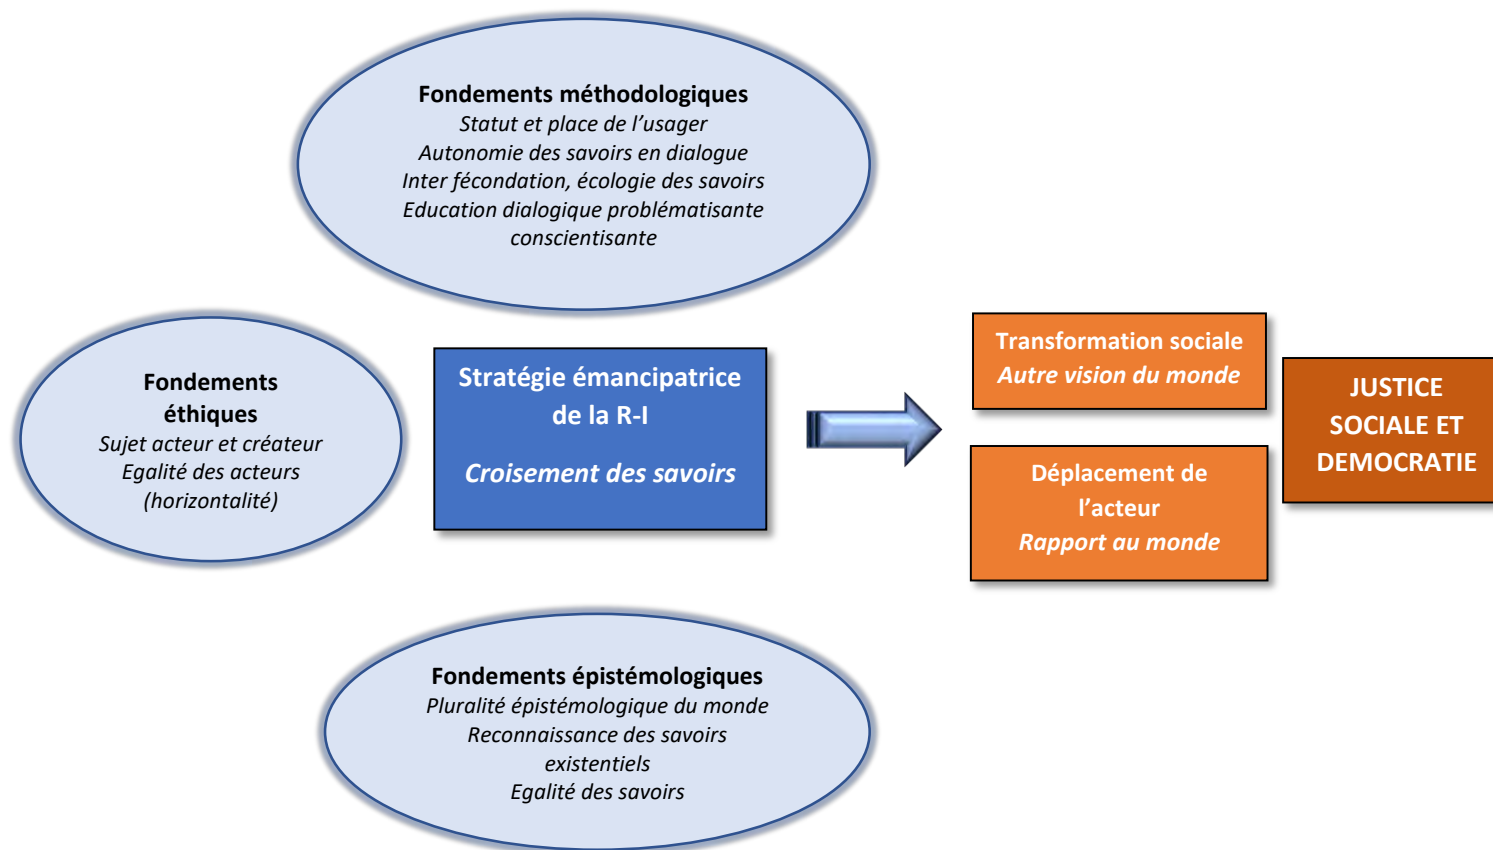 Fondements méthodologiques
Statut et place de l’usager
Autonomie des savoirs en dialogue
Inter fécondation, écologie des savoirs
Education dialogique problématisante
conscientisante
Fondements
éthiques
Sujet acteur et créateur
Egalité des acteurs
(horizontalité)
Stratégie émancipatrice
de la R-I
Croisement des savoirs
Transformation sociale
Autre vision du monde
Déplacement de
l’acteur
Rapport au monde
JUSTICE
SOCIALE ET
DEMOCRATIE
Fondements épistémologiques
Pluralité épistémologique du monde
Reconnaissance des savoirs
existentiels
Egalité des savoirs